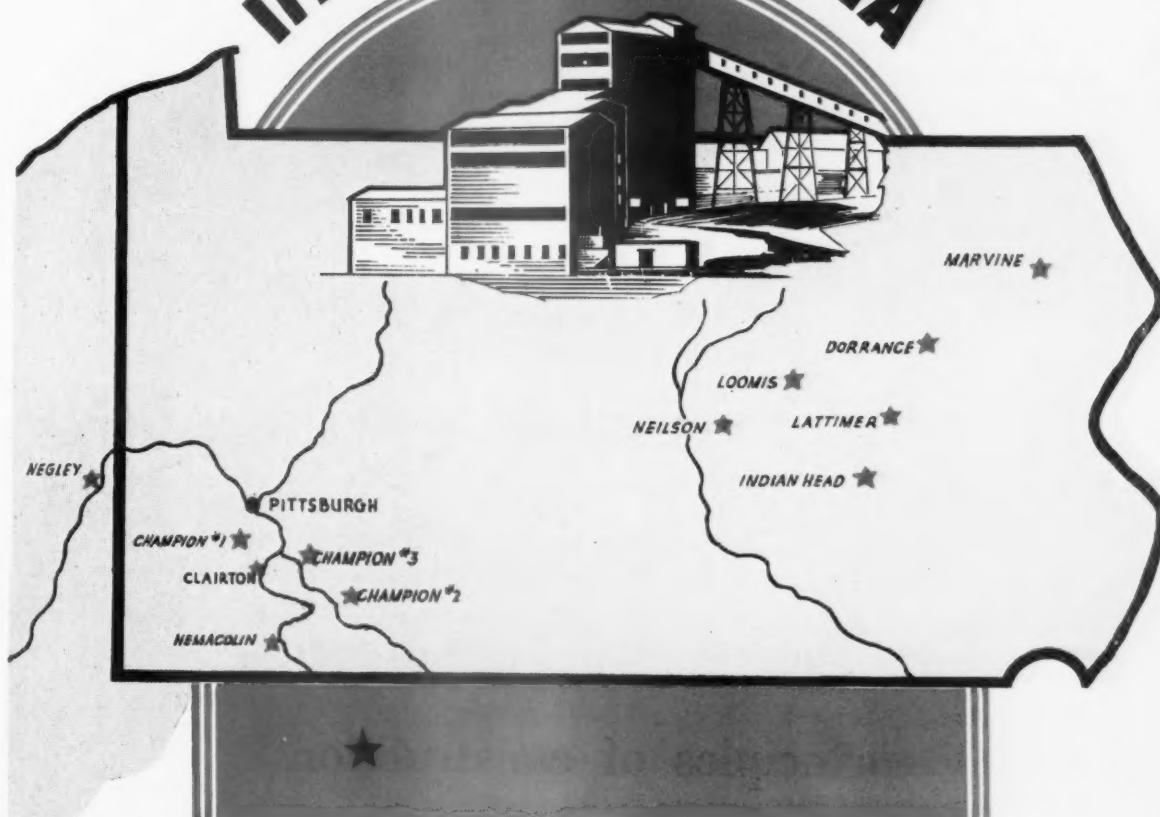 MARVINE
DORRANCE
LOOMIS
NEILSON
LATTIMER
NEGLEY
INDIAN HEAD
PITTSBURGH
CHAMPION #1
CHAMPION #3
CLAIRTON
CHAMPION #2
NEMACOLIN